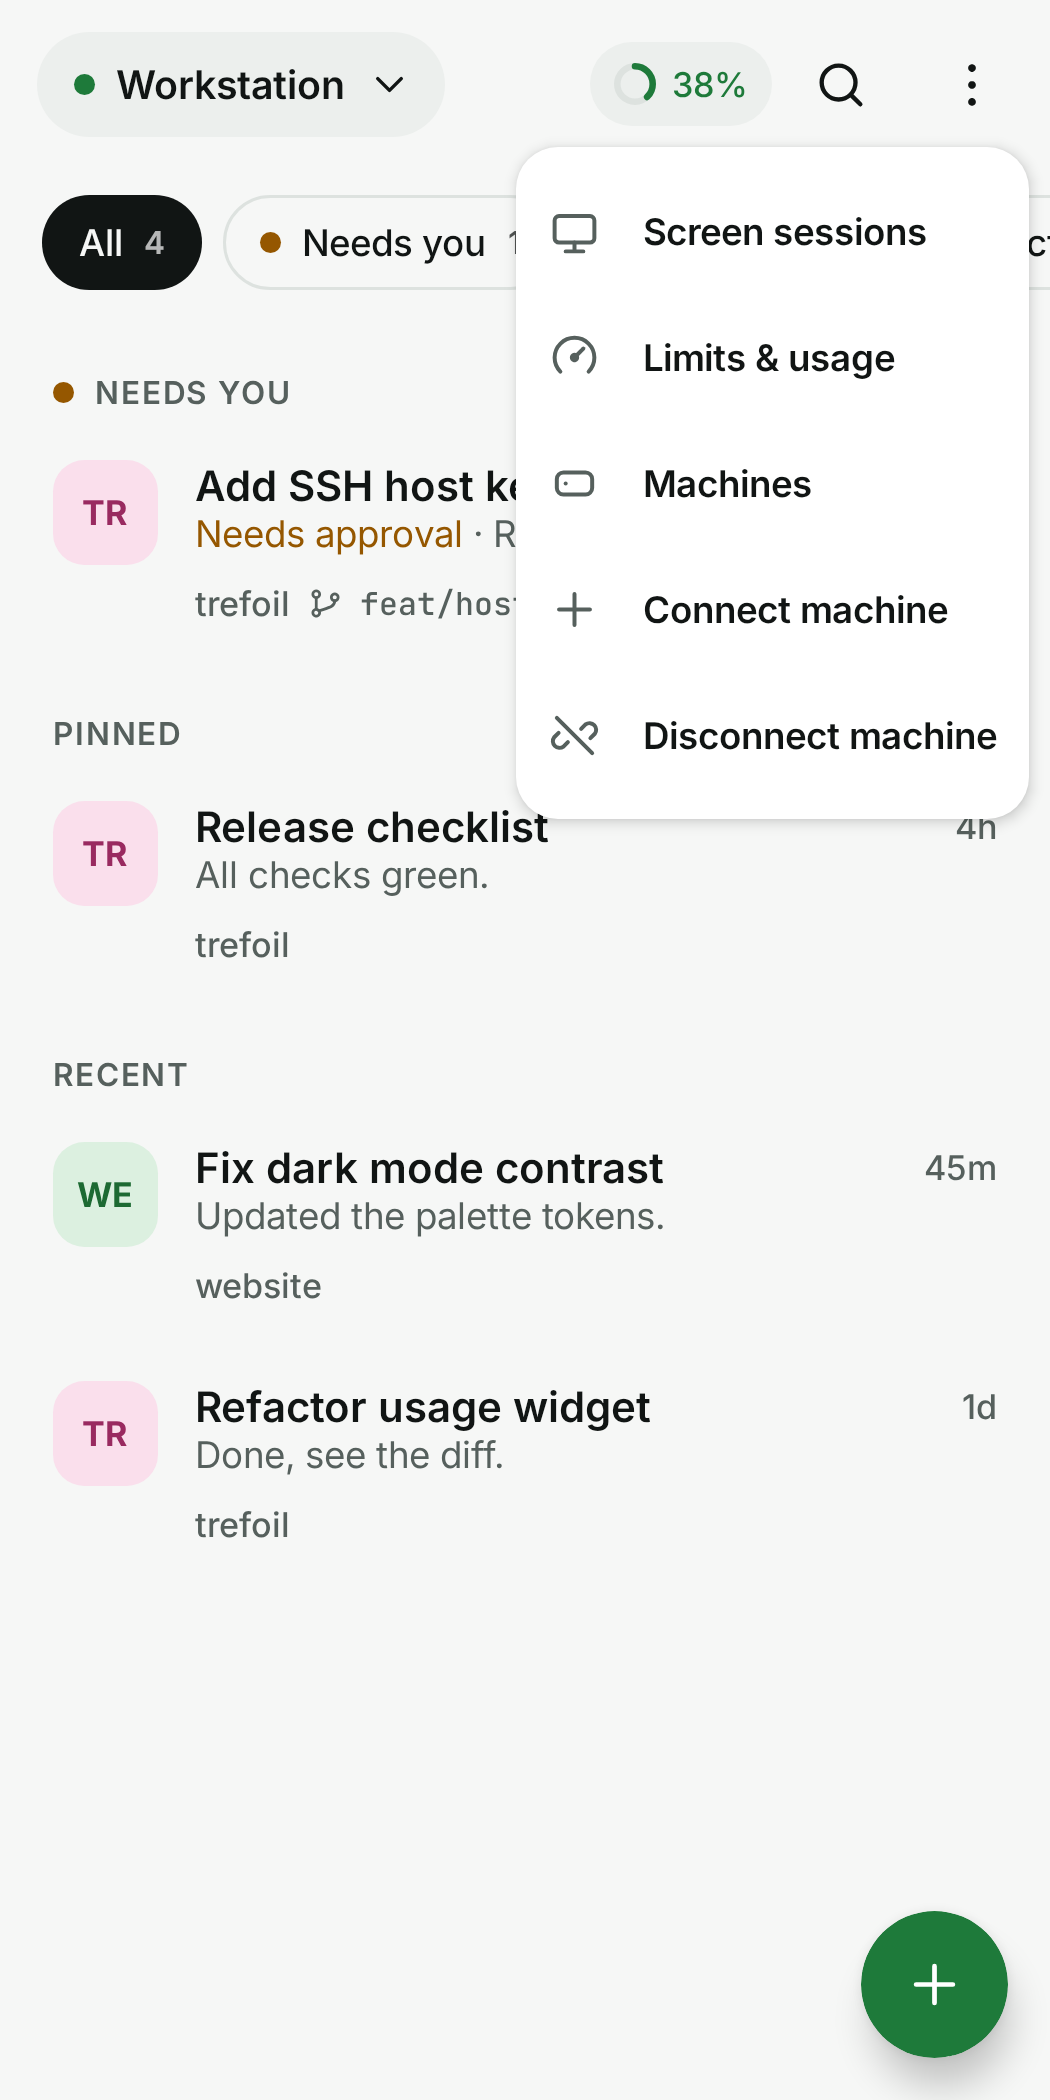 Workstation
38%
All 4
Needs you
Screen sessions
Limits & usage
Machines
Connect machine
Disconnect machine
NEEDS YOU
TR
Add SSH host
Needs approval ·
trefoil
PINNED
TR
Release checklist
4h
All checks green.
trefoil
RECENT
WE
Fix dark mode contrast
45m
Updated the palette tokens.
website
TR
Refactor usage widget
1d
Done, see the diff.
trefoil